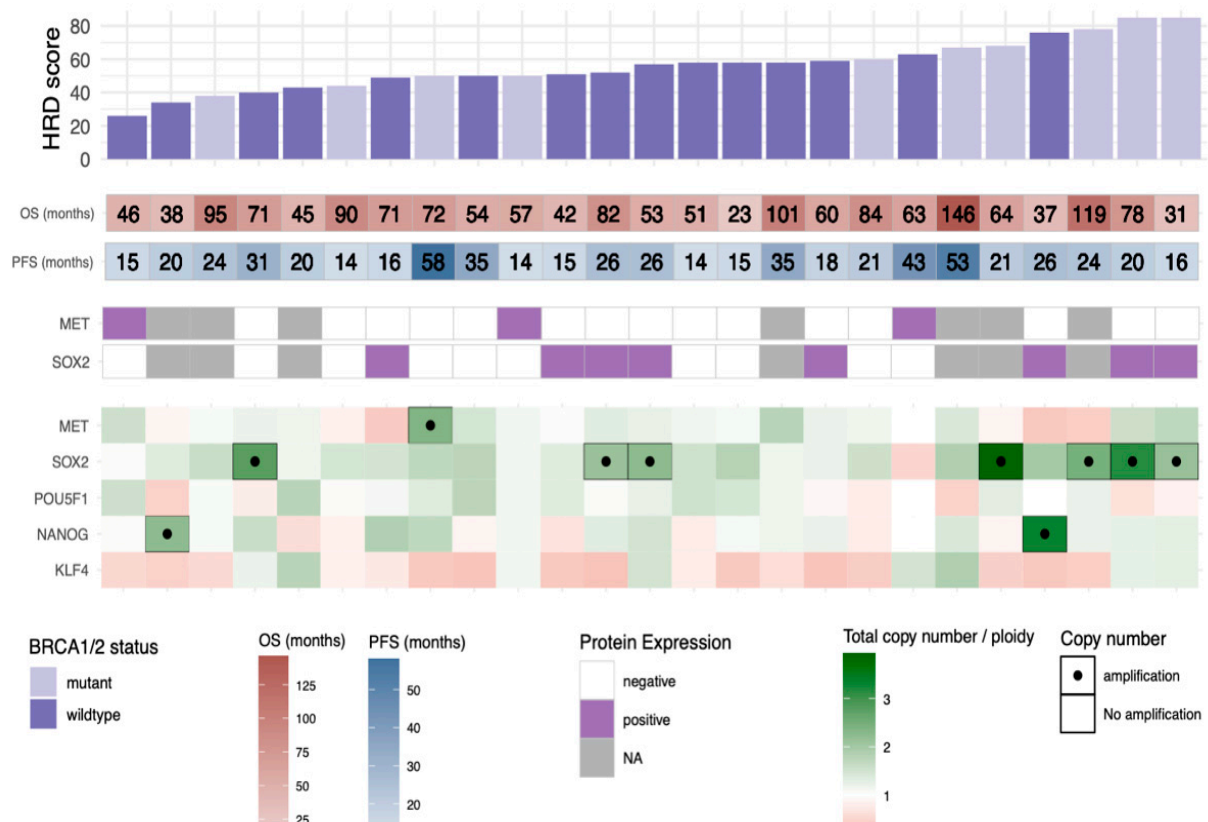 HRD score
80
60
40
20
0
OS (months) 46 38 95 71 45 90 71 72 54 57 42 82 53 51 23 101 60 84 63 146 64 37 119 78 31
PFS (months) 15 20 24 31 20 14 16 58 35 14 15 26 26 14 15 35 18 21 43 53 21 26 24 20 16
MET
SOX2
MET
SOX2
POU5F1
NANOG
KLF4
BRCA1/2 status
mutant
wildtype
OS (months)
125
100
75
50
25
PFS (months)
50
40
30
20
Protein Expression
negative
positive
NA
Total copy number / ploidy
3
2
1
Copy number
amplification
No amplification